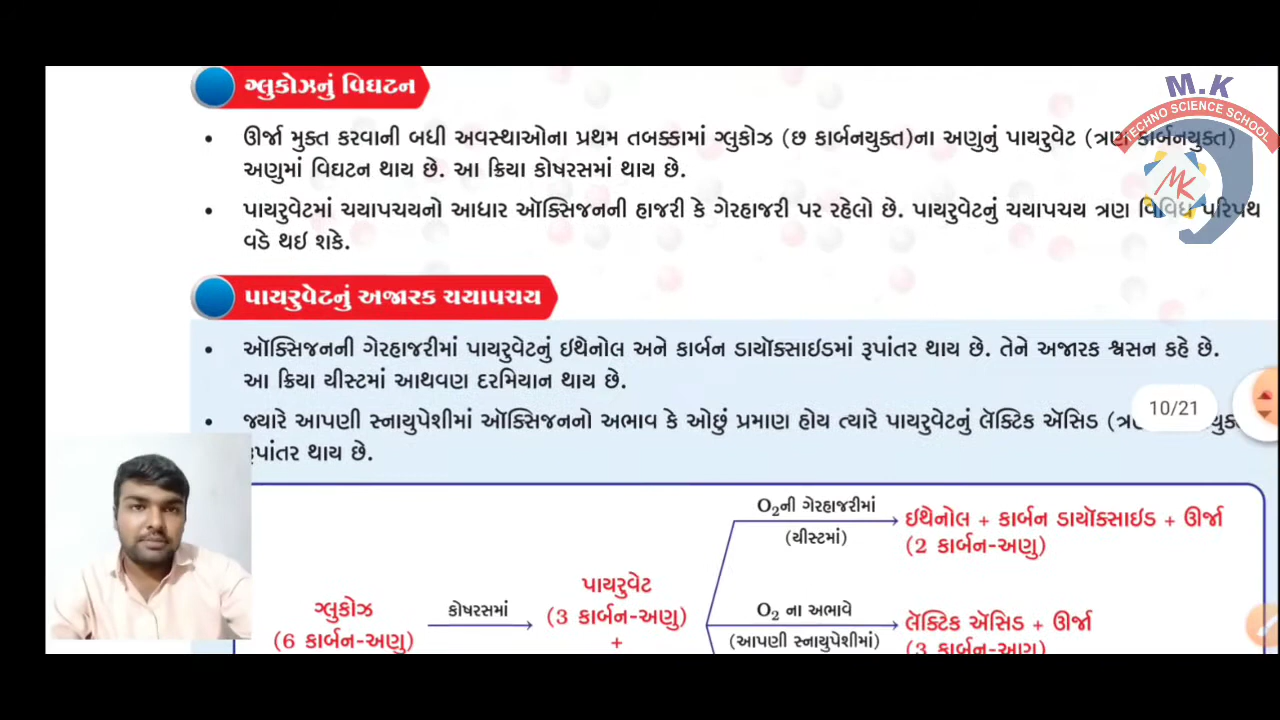 M.K
TECHNO SCIENCE SCHOOL
MK
ગ્લુકોઝનું વિઘટન
• ઊર્જા મુક્ત કરવાની બધી અવસ્થાઓના પ્રથમ તબક્કામાં ગ્લુકોઝ (છ કાર્બનયુક્ત)ના અણુનું પાયરુવેટ (ત્રણ કાર્બનયુક્ત)
અણુમાં વિઘટન થાય છે. આ ક્રિયા કોષરસમાં થાય છે.
• પાયરુવેટમાં ચયાપચયનો આધાર ઑક્સિજનની હાજરી કે ગેરહાજરી પર રહેલો છે. પાયરુવેટનું ચયાપચય ત્રણ વિવિધ પરિપથ
વડે થઇ શકે.
પાયરુવેટનું અજારક ચયાપચય
• ઑક્સિજનની ગેરહાજરીમાં પાયરુવેટનું ઇથેનોલ અને કાર્બન ડાયૉક્સાઇડમાં રૂપાંતર થાય છે. તેને અજારક શ્વસન કહે છે.
આ ક્રિયા યીસ્ટમાં આથવણ દરમિયાન થાય છે.
• જ્યારે આપણી સ્નાયુપેશીમાં ઑક્સિજનનો અભાવ કે ઓછું પ્રમાણ હોય ત્યારે પાયરુવેટનું લૅક્ટિક ઍસિડ
રૂપાંતર થાય છે.
10/21
O₂ની ગેરહાજરીમાં
(યીસ્ટમાં)
ઇથેનોલ + કાર્બન ડાયૉક્સાઇડ + ઊર્જા
(2 કાર્બન-અણુ)
ગ્લુકોઝ
(6 કાર્બન-અણુ)
કોષરસમાં
પાયરુવેટ
(3 કાર્બન-અણુ)
+
O₂ ના અભાવે
(આપણી સ્નાયુપેશીમાં)
લૅક્ટિક ઍસિડ + ઊર્જા
(3 કાર્બન-અણુ)